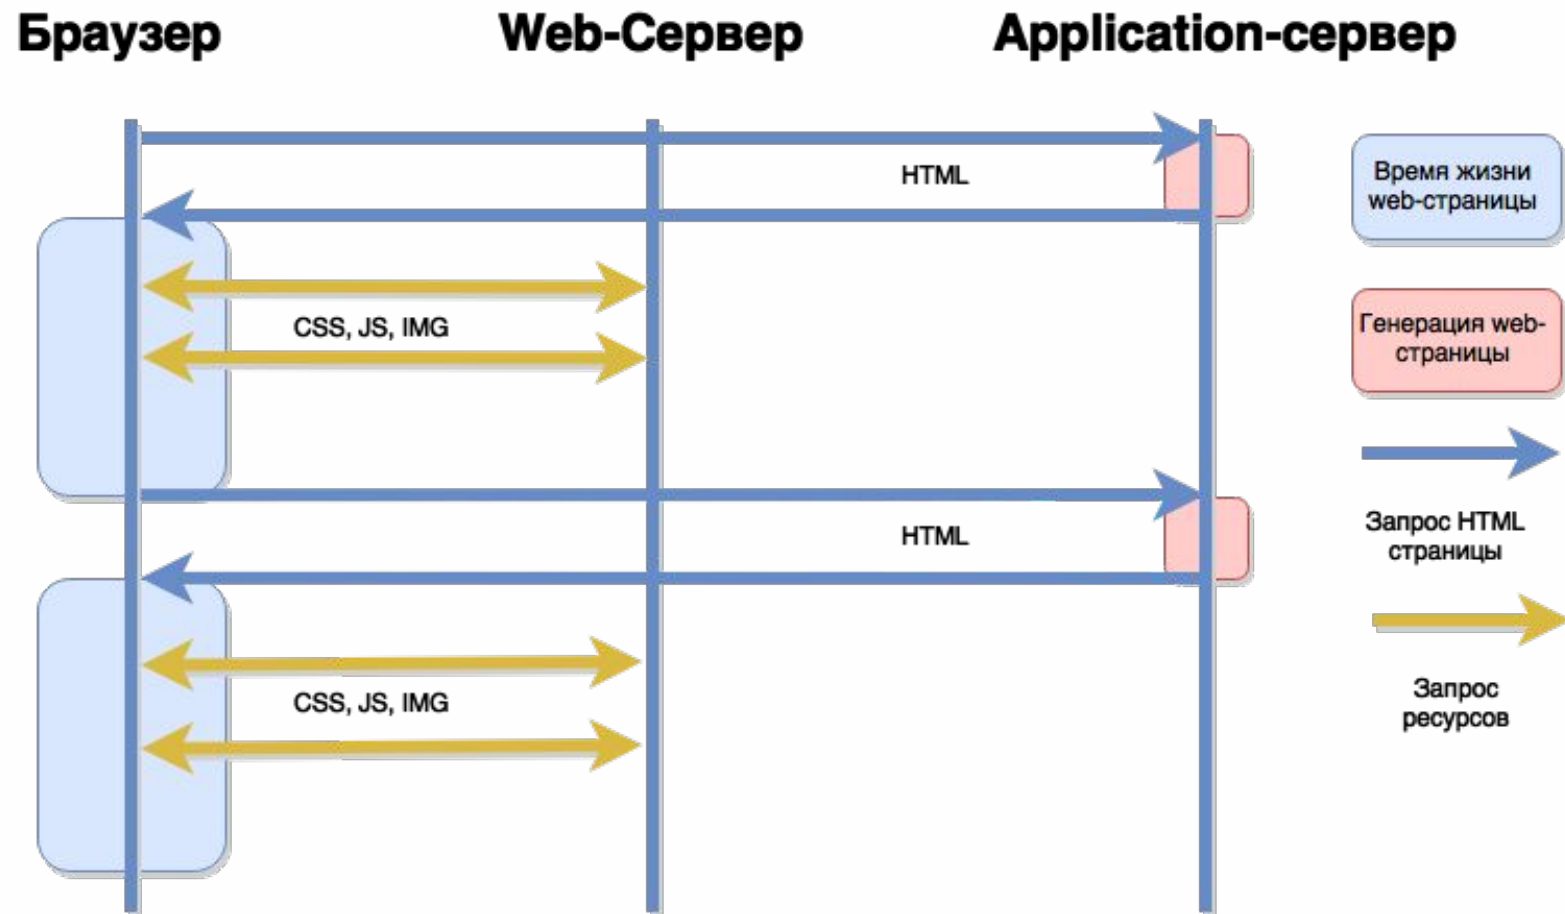 Браузер
Web-Сервер
Application-сервер
HTML
Время жизни
web-страницы
CSS, JS, IMG
Генерация web-
страницы
HTML
Запрос HTML
страницы
CSS, JS, IMG
Запрос
ресурсов